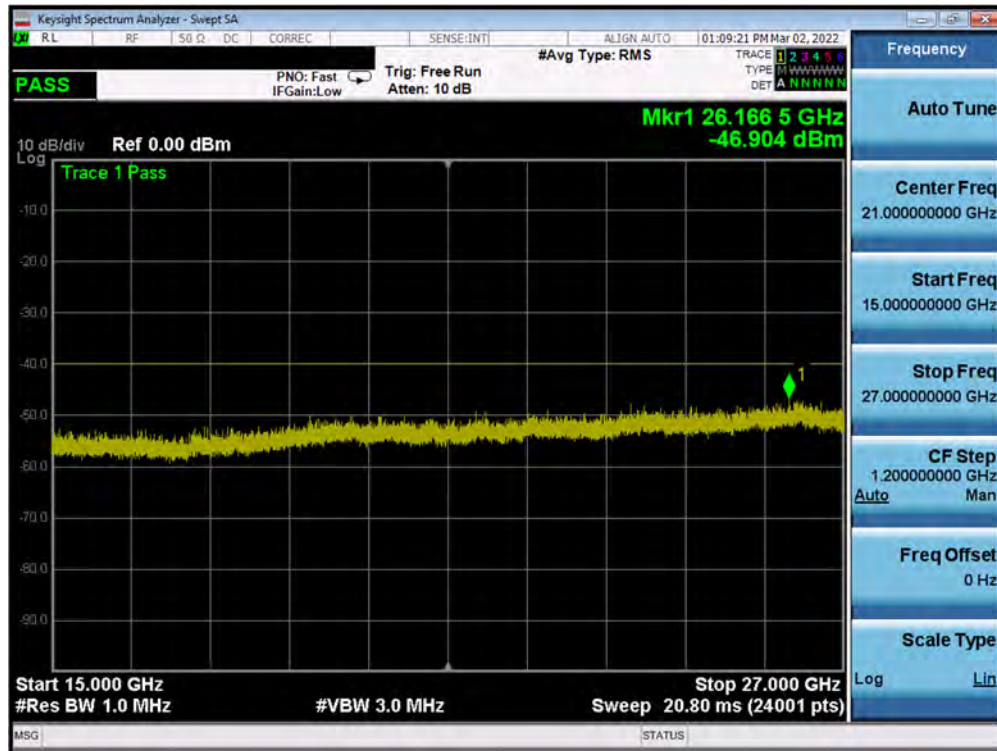 Keysight Spectrum Analyzer - Swept SA
LXI RL RF 50 Ω DC CORREC SENSE:INT ALIGN AUTO 01:09:21 PM Mar 02, 2022
PASS
PNO: Fast
IFGain:Low
Trig: Free Run
Atten: 10 dB
#Avg Type: RMS
TRACE 1 2 3 4 5 6
TYPE M WWWWW
DET A N N N N N
Mkr1 26.166 5 GHz
-46.904 dBm
10 dB/div Ref 0.00 dBm
Log
Trace 1 Pass
1
-10.0
-20.0
-30.0
-40.0
-50.0
-60.0
-70.0
-80.0
-90.0
Start 15.000 GHz Stop 27.000 GHz
#Res BW 1.0 MHz #VBW 3.0 MHz Sweep 20.80 ms (24001 pts)
MSG STATUS
Frequency
Auto Tune
Center Freq
21.000000000 GHz
Start Freq
15.000000000 GHz
Stop Freq
27.000000000 GHz
CF Step
1.200000000 GHz
Auto Man
Freq Offset
0 Hz
Scale Type
Log Lin